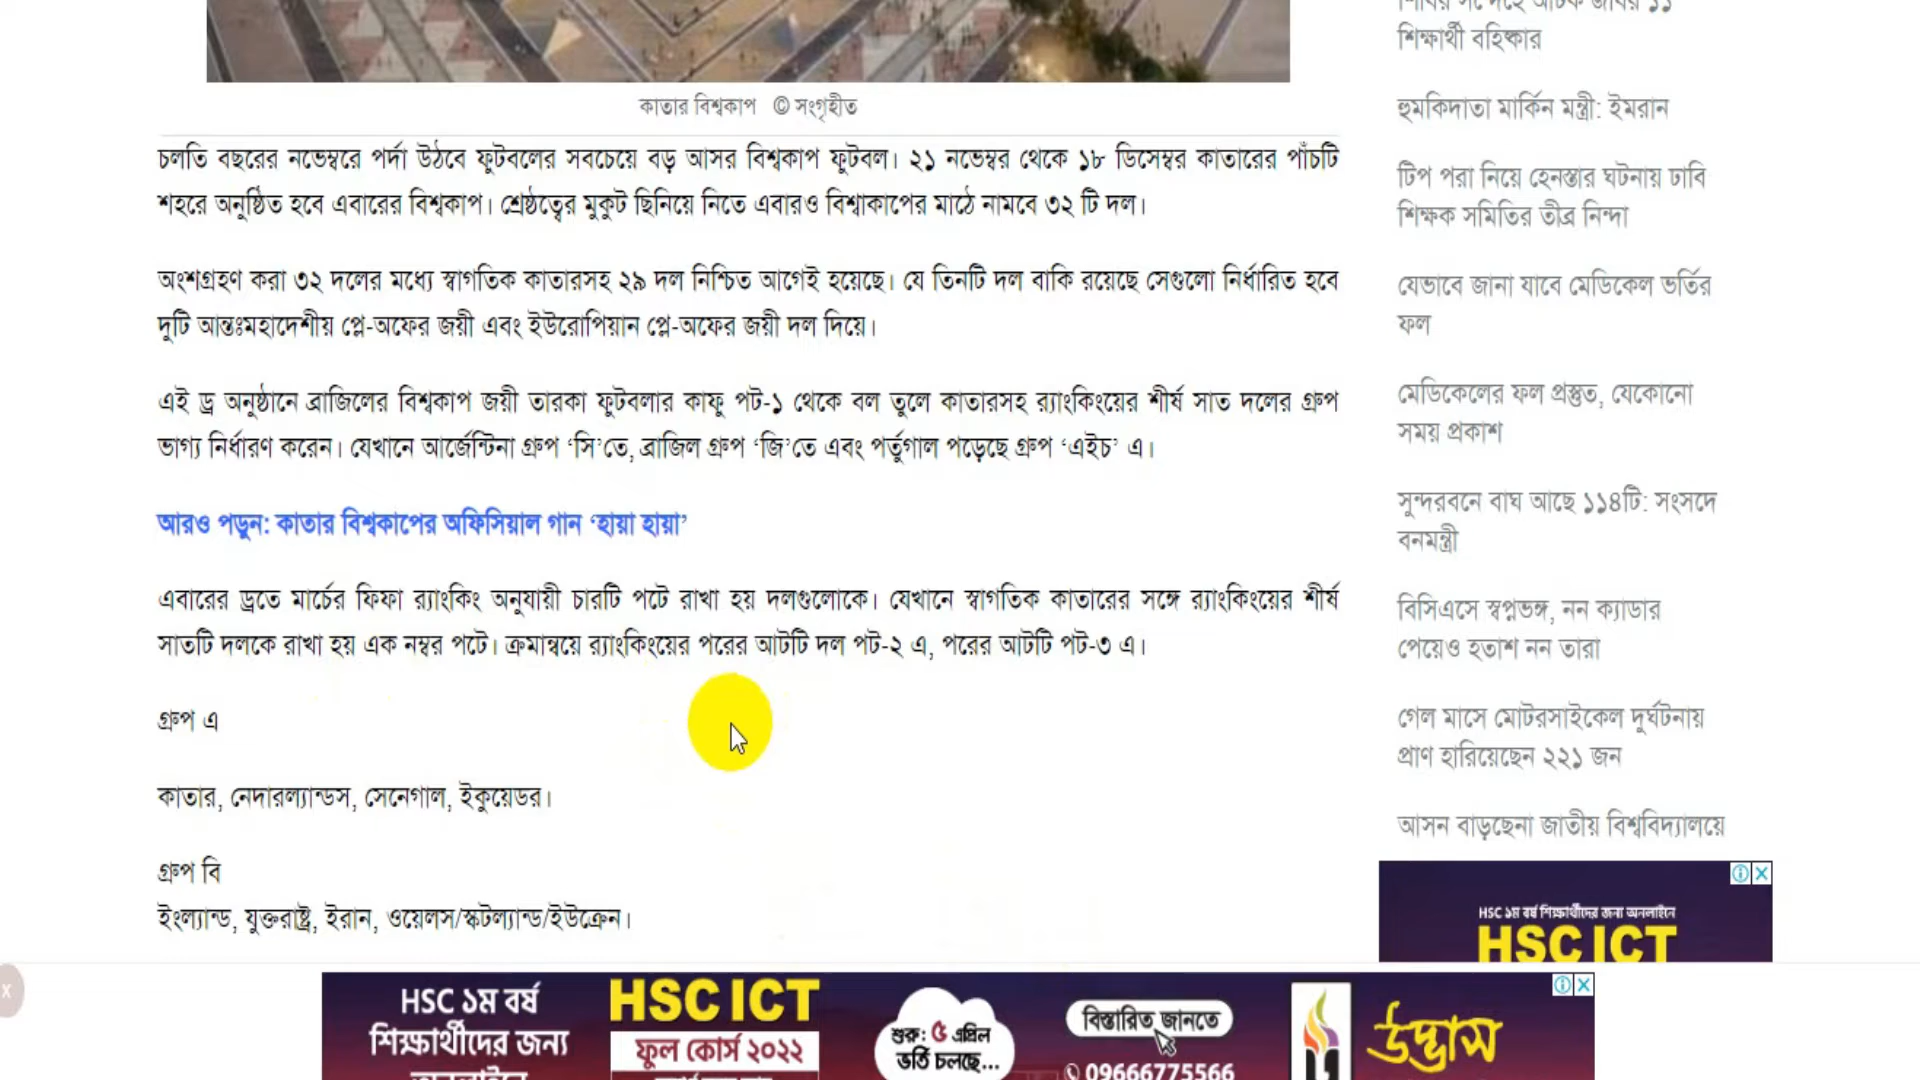 কাতার বিশ্বকাপ © সংগৃহীত
চলতি বছরের নভেম্বরে পর্দা উঠবে ফুটবলের সবচেয়ে বড় আসর বিশ্বকাপ ফুটবল। ২১ নভেম্বর থেকে ১৮ ডিসেম্বর কাতারের পাঁচটি
শহরে অনুষ্ঠিত হবে এবারের বিশ্বকাপ। শ্রেষ্ঠত্বের মুকুট ছিনিয়ে নিতে এবারও বিশ্বাকাপের মাঠে নামবে ৩২ টি দল।
অংশগ্রহণ করা ৩২ দলের মধ্যে স্বাগতিক কাতারসহ ২৯ দল নিশ্চিত আগেই হয়েছে। যে তিনটি দল বাকি রয়েছে সেগুলো নির্ধারিত হবে
দুটি আন্তঃমহাদেশীয় প্লে-অফের জয়ী এবং ইউরোপিয়ান প্লে-অফের জয়ী দল দিয়ে।
এই ড্র অনুষ্ঠানে ব্রাজিলের বিশ্বকাপ জয়ী তারকা ফুটবলার কাফু পট-১ থেকে বল তুলে কাতারসহ র‍্যাংকিংয়ের শীর্ষ সাত দলের গ্রুপ
ভাগ্য নির্ধারণ করেন। যেখানে আর্জেন্টিনা গ্রুপ ‘সি’তে, ব্রাজিল গ্রুপ ‘জি’তে এবং পর্তুগাল পড়েছে গ্রুপ ‘এইচ’ এ।
আরও পড়ুন: কাতার বিশ্বকাপের অফিসিয়াল গান ‘হায়া হায়া’
এবারের ড্রতে মার্চের ফিফা র‍্যাংকিং অনুযায়ী চারটি পটে রাখা হয় দলগুলোকে। যেখানে স্বাগতিক কাতারের সঙ্গে র‍্যাংকিংয়ের শীর্ষ
সাতটি দলকে রাখা হয় এক নম্বর পটে। ক্রমান্বয়ে র‍্যাংকিংয়ের পরের আটটি দল পট-২ এ, পরের আটটি পট-৩ এ।
গ্রুপ এ
কাতার, নেদারল্যান্ডস, সেনেগাল, ইকুয়েডর।
গ্রুপ বি
ইংল্যান্ড, যুক্তরাষ্ট্র, ইরান, ওয়েলস/স্কটল্যান্ড/ইউক্রেন।
শিক্ষার্থী বহিষ্কার
হুমকিদাতা মার্কিন মন্ত্রী: ইমরান
টিপ পরা নিয়ে হেনস্তার ঘটনায় ঢাবি
শিক্ষক সমিতির তীব্র নিন্দা
যেভাবে জানা যাবে মেডিকেল ভর্তির
ফল
মেডিকেলের ফল প্রস্তুত, যেকোনো
সময় প্রকাশ
সুন্দরবনে বাঘ আছে ১১৪টি: সংসদে
বনমন্ত্রী
বিসিএসে স্বপ্নভঙ্গ, নন ক্যাডার
পেয়েও হতাশ নন তারা
গেল মাসে মোটরসাইকেল দুর্ঘটনায়
প্রাণ হারিয়েছেন ২২১ জন
আসন বাড়ছেনা জাতীয় বিশ্ববিদ্যালয়ে
HSC ১ম বর্ষ শিক্ষার্থীদের জন্য অনলাইনে
HSC ICT
HSC ১ম বর্ষ
শিক্ষার্থীদের জন্য
HSC ICT
ফুল কোর্স ২০২২
শুরু: ৫ এপ্রিল
ভর্তি চলছে...
বিস্তারিত জানতে
09666775566
উদ্ভাস